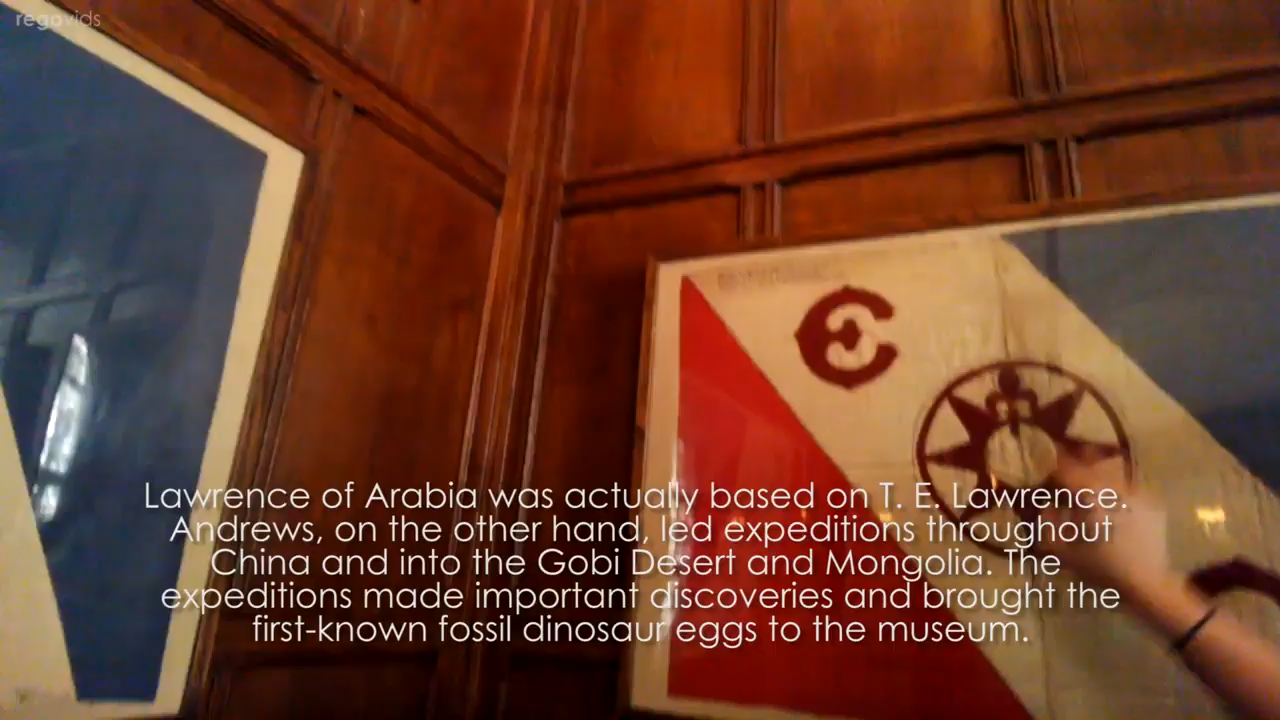 regovids
E
Lawrence of Arabia was actually based on T. E. Lawrence.
Andrews, on the other hand, led expeditions throughout
China and into the Gobi Desert and Mongolia. The
expeditions made important discoveries and brought the
first-known fossil dinosaur eggs to the museum.